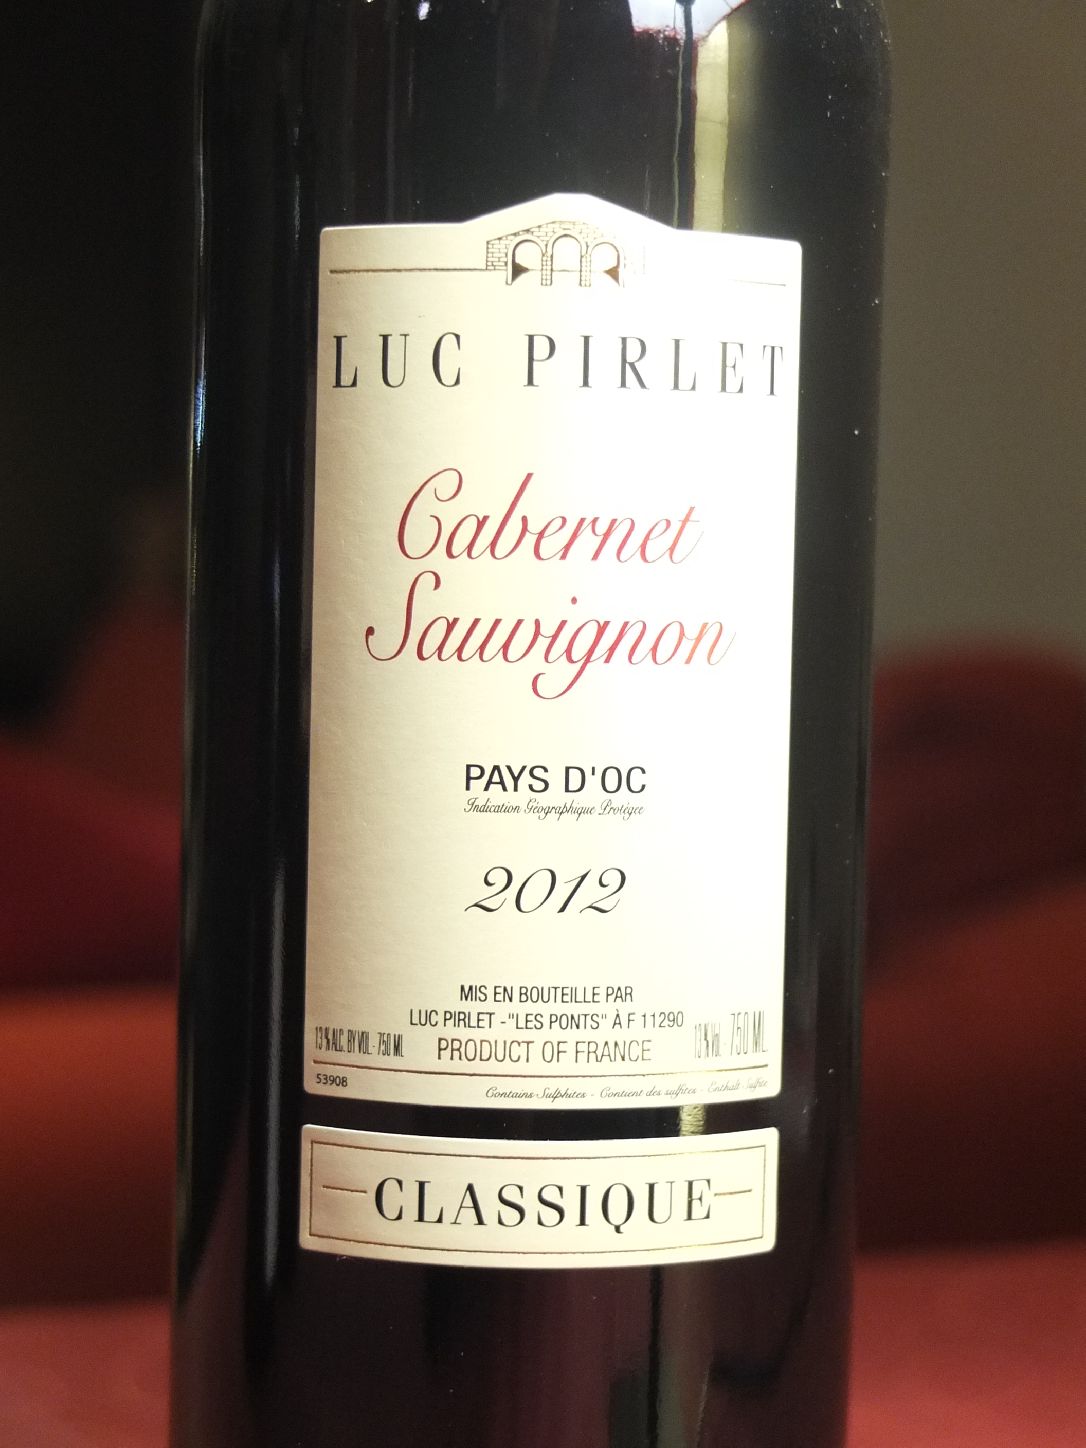 LUC PIRLET
Cabernet
Sauvignon
PAYS D'OC
Indication Géographique Protégée
2012
MIS EN BOUTEILLE PAR
LUC PIRLET -"LES PONTS" À F 11290
13 % ALC. BY VOL - 750 ML
PRODUCT OF FRANCE
13 % Vol. - 750 ML
53908
Contains Sulphites - Contient des sulfites - Enthalt Sulfite
CLASSIQUE